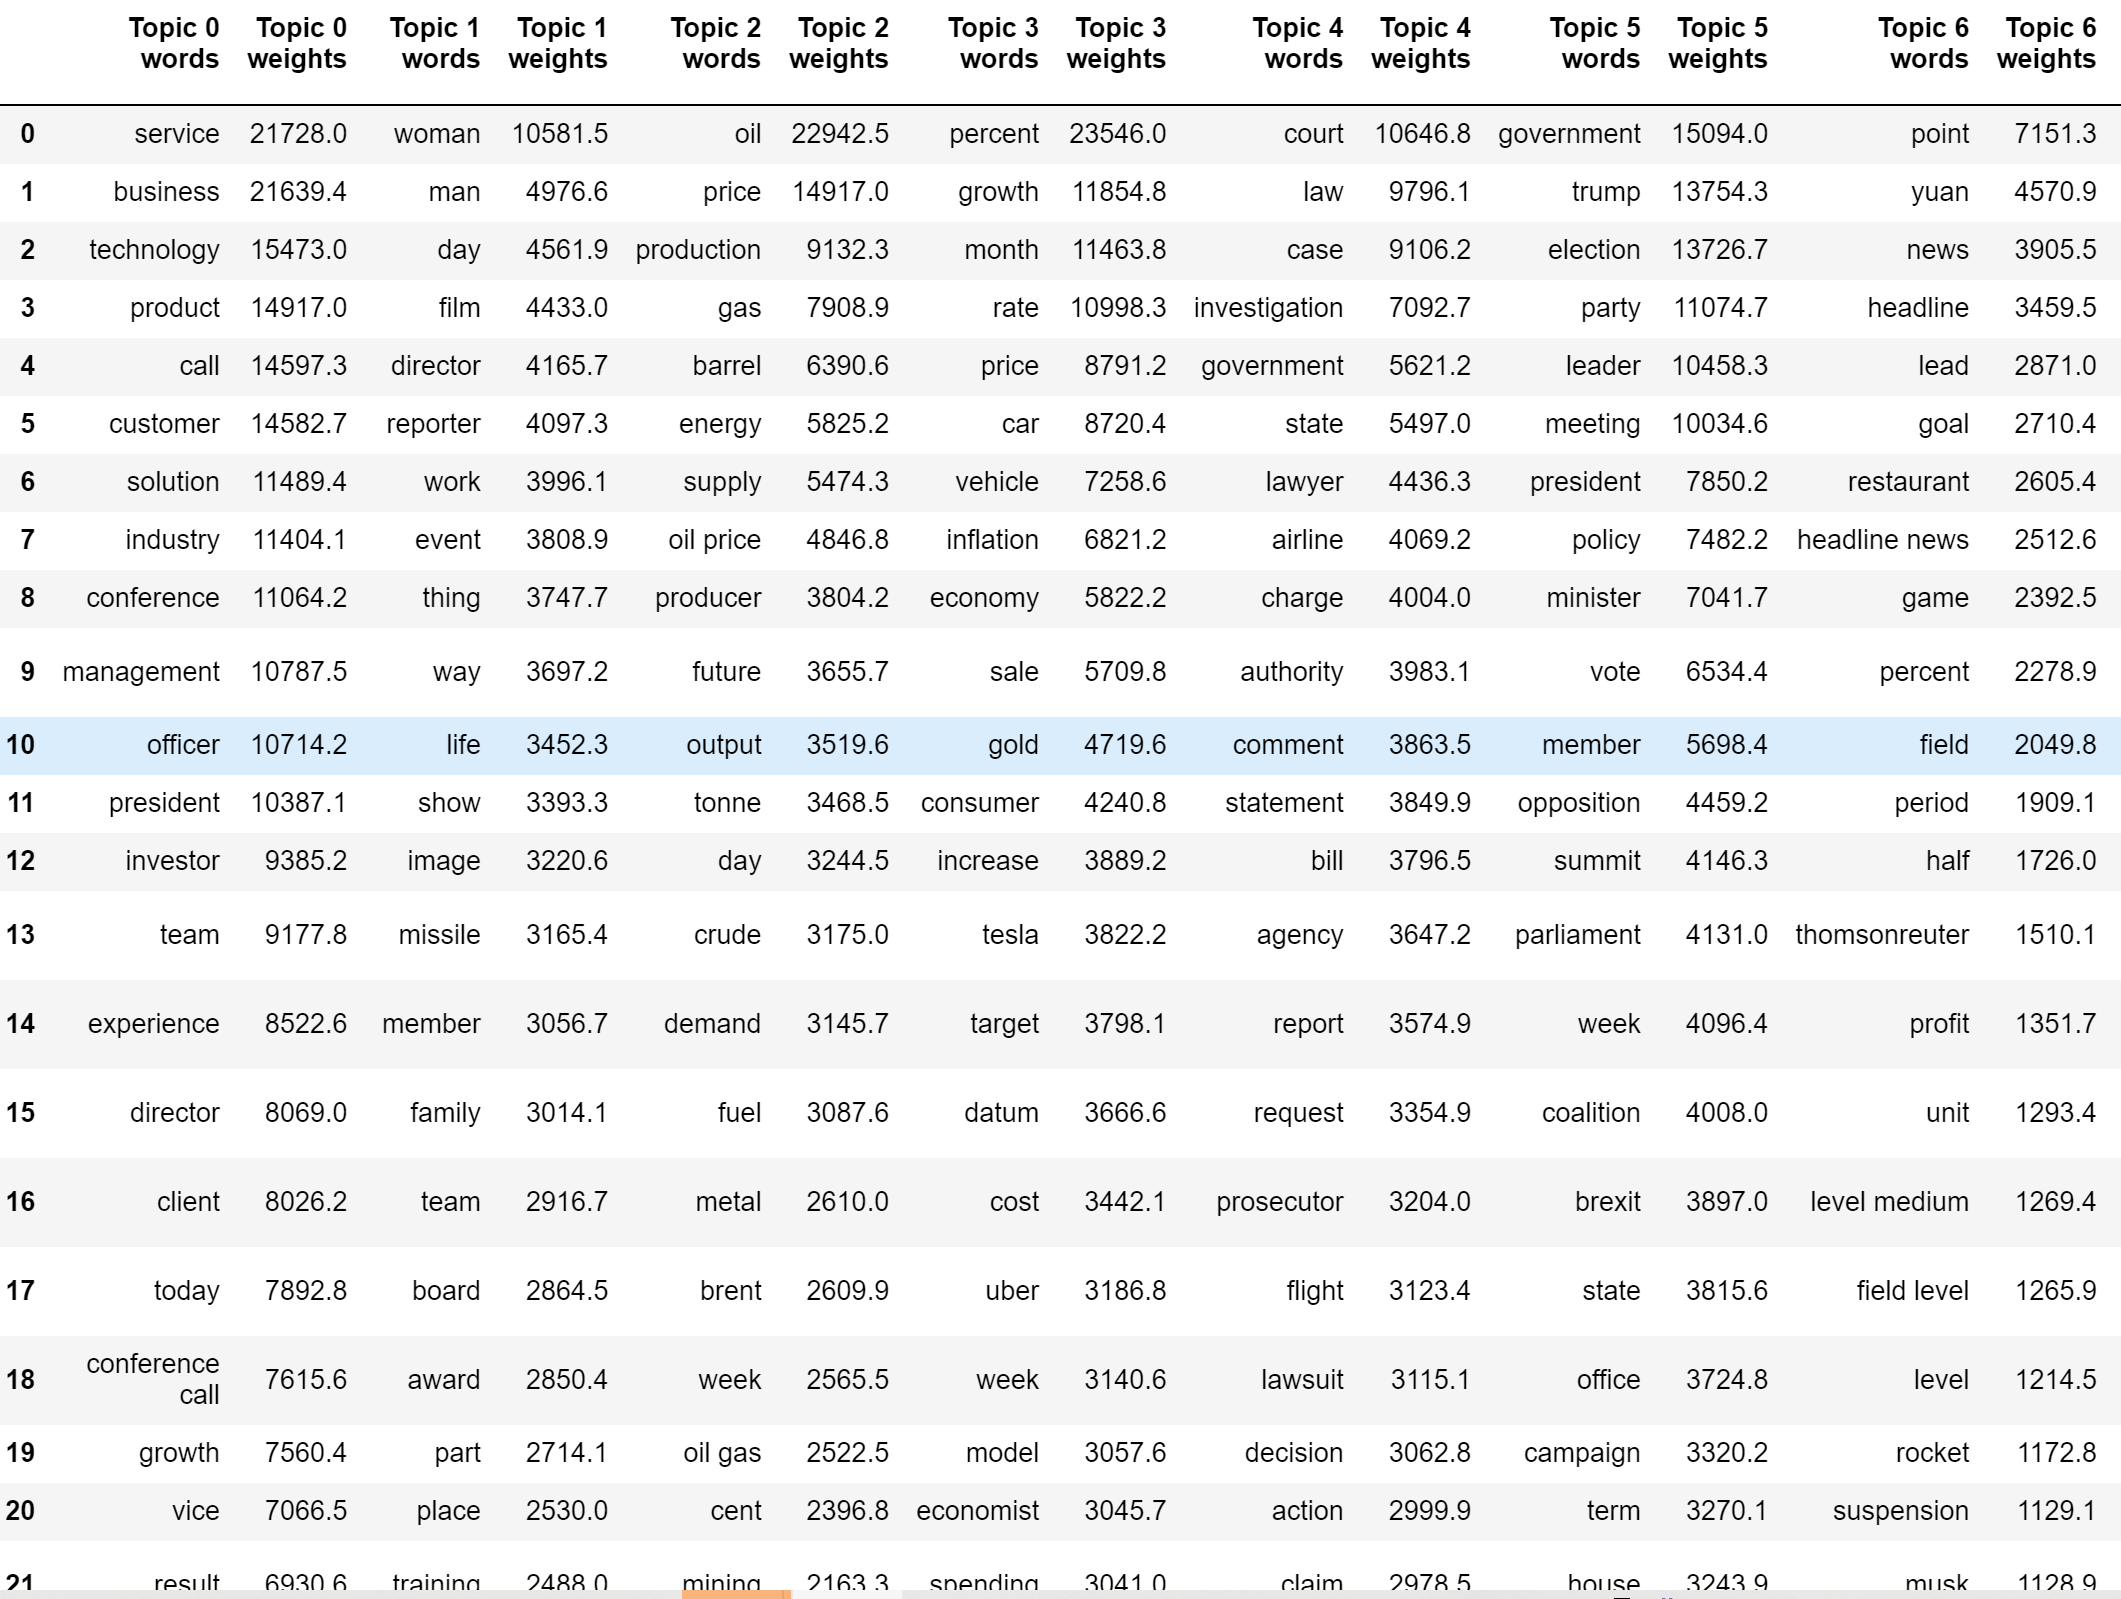 Topic 0 words Topic 0 weights Topic 1 words Topic 1 weights Topic 2 words Topic 2 weights Topic 3 words Topic 3 weights Topic 4 words Topic 4 weights Topic 5 words Topic 5 weights Topic 6 words Topic 6 weights
0 service 21728.0 woman 10581.5 oil 22942.5 percent 23546.0 court 10646.8 government 15094.0 point 7151.3
1 business 21639.4 man 4976.6 price 14917.0 growth 11854.8 law 9796.1 trump 13754.3 yuan 4570.9
2 technology 15473.0 day 4561.9 production 9132.3 month 11463.8 case 9106.2 election 13726.7 news 3905.5
3 product 14917.0 film 4433.0 gas 7908.9 rate 10998.3 investigation 7092.7 party 11074.7 headline 3459.5
4 call 14597.3 director 4165.7 barrel 6390.6 price 8791.2 government 5621.2 leader 10458.3 lead 2871.0
5 customer 14582.7 reporter 4097.3 energy 5825.2 car 8720.4 state 5497.0 meeting 10034.6 goal 2710.4
6 solution 11489.4 work 3996.1 supply 5474.3 vehicle 7258.6 lawyer 4436.3 president 7850.2 restaurant 2605.4
7 industry 11404.1 event 3808.9 oil price 4846.8 inflation 6821.2 airline 4069.2 policy 7482.2 headline news 2512.6
8 conference 11064.2 thing 3747.7 producer 3804.2 economy 5822.2 charge 4004.0 minister 7041.7 game 2392.5
9 management 10787.5 way 3697.2 future 3655.7 sale 5709.8 authority 3983.1 vote 6534.4 percent 2278.9
10 officer 10714.2 life 3452.3 output 3519.6 gold 4719.6 comment 3863.5 member 5698.4 field 2049.8
11 president 10387.1 show 3393.3 tonne 3468.5 consumer 4240.8 statement 3849.9 opposition 4459.2 period 1909.1
12 investor 9385.2 image 3220.6 day 3244.5 increase 3889.2 bill 3796.5 summit 4146.3 half 1726.0
13 team 9177.8 missile 3165.4 crude 3175.0 tesla 3822.2 agency 3647.2 parliament 4131.0 thomsonreuter 1510.1
14 experience 8522.6 member 3056.7 demand 3145.7 target 3798.1 report 3574.9 week 4096.4 profit 1351.7
15 director 8069.0 family 3014.1 fuel 3087.6 datum 3666.6 request 3354.9 coalition 4008.0 unit 1293.4
16 client 8026.2 team 2916.7 metal 2610.0 cost 3442.1 prosecutor 3204.0 brexit 3897.0 level medium 1269.4
17 today 7892.8 board 2864.5 brent 2609.9 uber 3186.8 flight 3123.4 state 3815.6 field level 1265.9
18 conference call 7615.6 award 2850.4 week 2565.5 week 3140.6 lawsuit 3115.1 office 3724.8 level 1214.5
19 growth 7560.4 part 2714.1 oil gas 2522.5 model 3057.6 decision 3062.8 campaign 3320.2 rocket 1172.8
20 vice 7066.5 place 2530.0 cent 2396.8 economist 3045.7 action 2999.9 term 3270.1 suspension 1129.1
21 result 6930.6 training 2488.0 mining 2163.3 spending 3041.0 claim 2978.5 house 3243.9 musk 1128.9